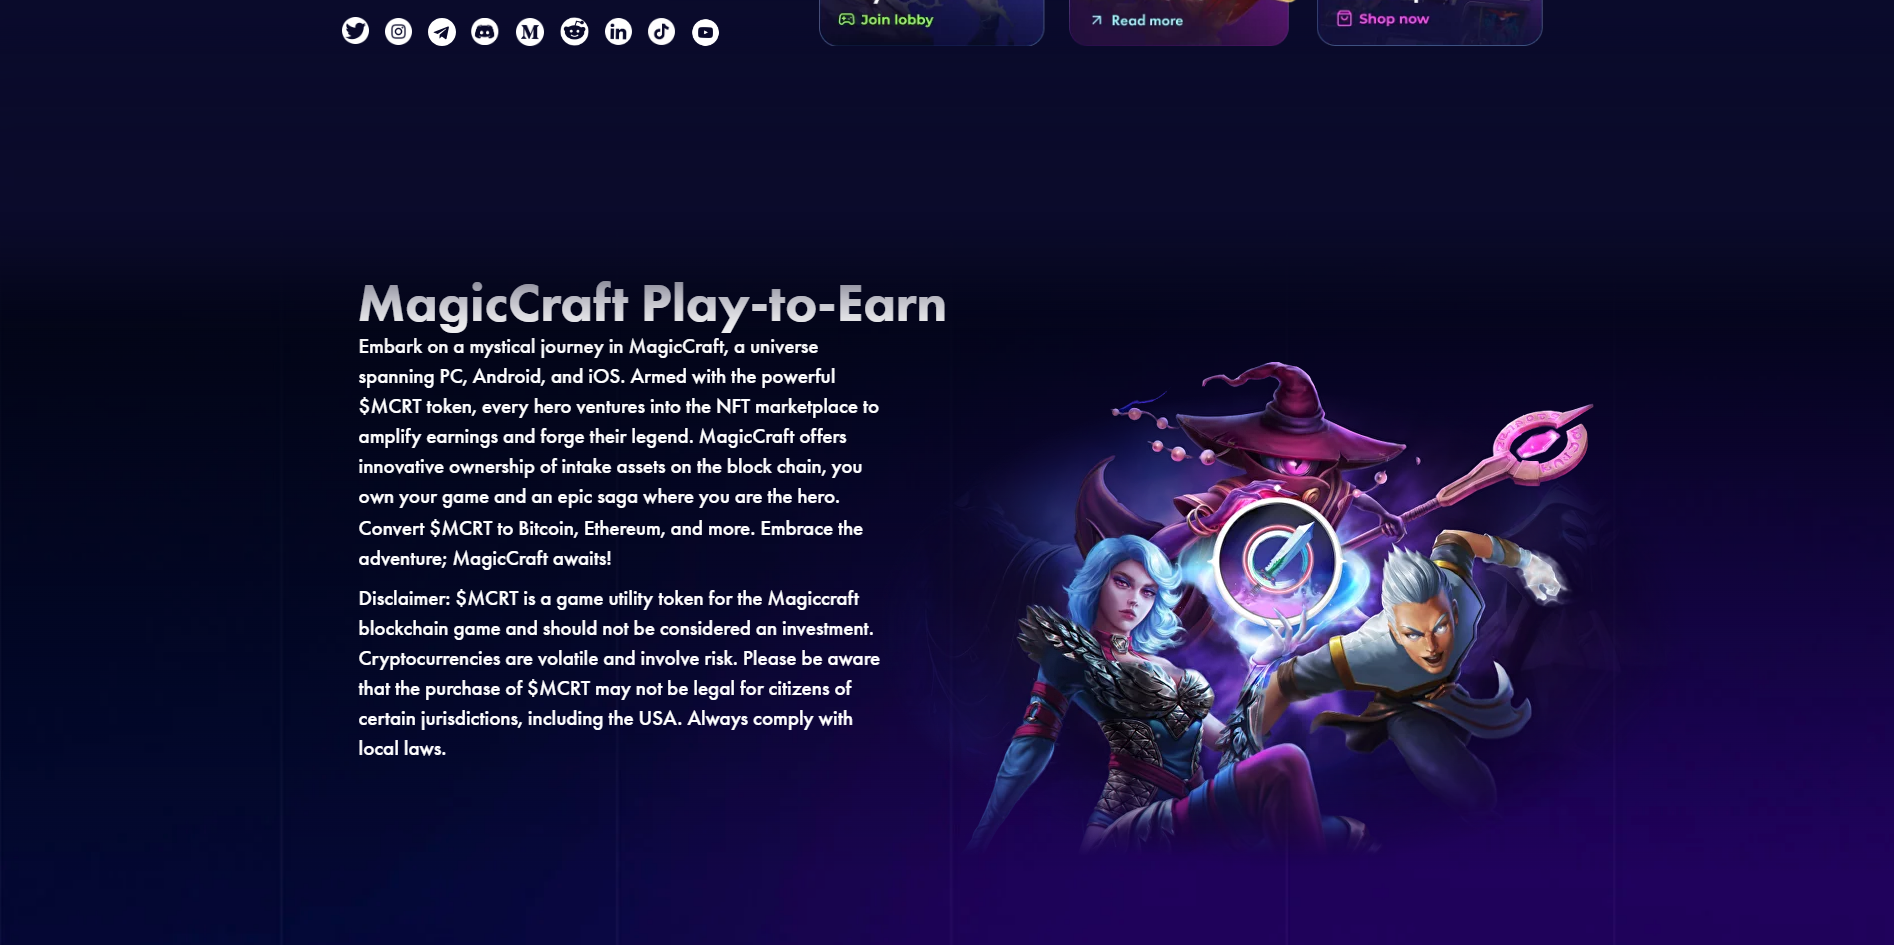 Join lobby
Read more
Shop now
MagicCraft Play-to-Earn
Embark on a mystical journey in MagicCraft, a universe
spanning PC, Android, and iOS. Armed with the powerful
$MCRT token, every hero ventures into the NFT marketplace to
amplify earnings and forge their legend. MagicCraft offers
innovative ownership of intake assets on the block chain, you
own your game and an epic saga where you are the hero.
Convert $MCRT to Bitcoin, Ethereum, and more. Embrace the
adventure; MagicCraft awaits!
Disclaimer: $MCRT is a game utility token for the Magiccraft
blockchain game and should not be considered an investment.
Cryptocurrencies are volatile and involve risk. Please be aware
that the purchase of $MCRT may not be legal for citizens of
certain jurisdictions, including the USA. Always comply with
local laws.